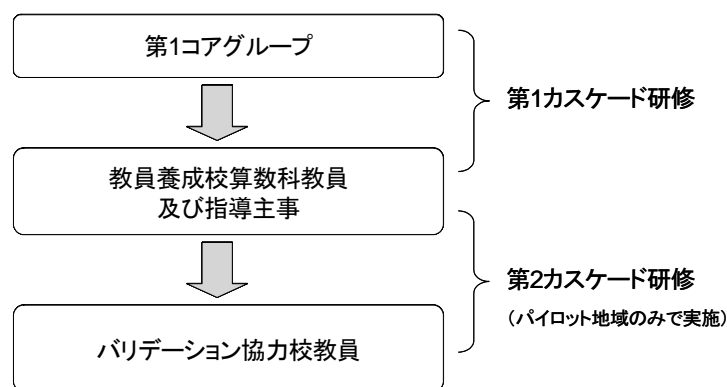 第1コアグループ
第1カスケード研修
教員養成校算数科教員
及び指導主事
第2カスケード研修
（パイロット地域のみで実施）
バリデーション協力校教員